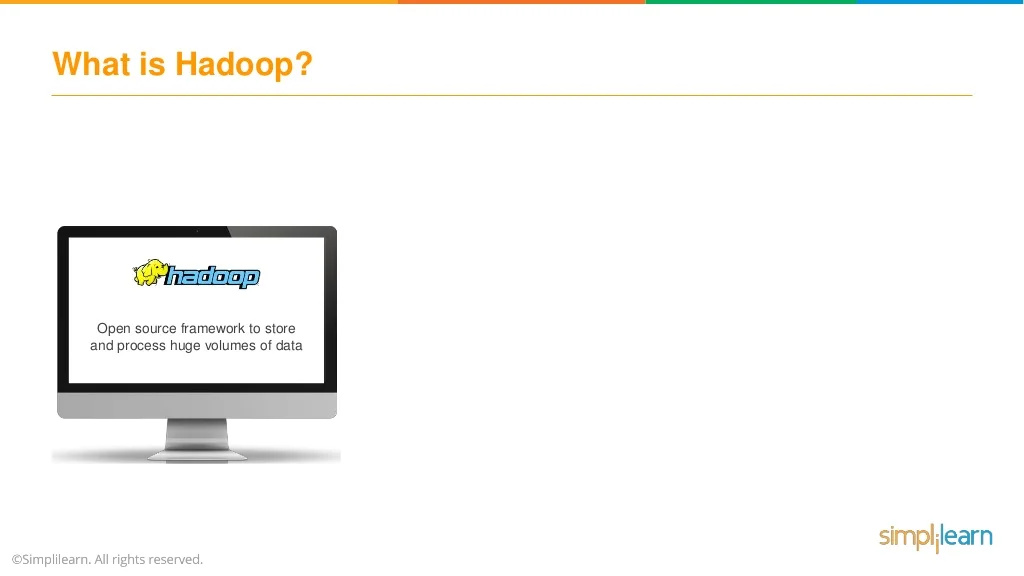 What is Hadoop?
hadoop
Open source framework to store
and process huge volumes of data
simplilearn
©Simplilearn. All rights reserved.